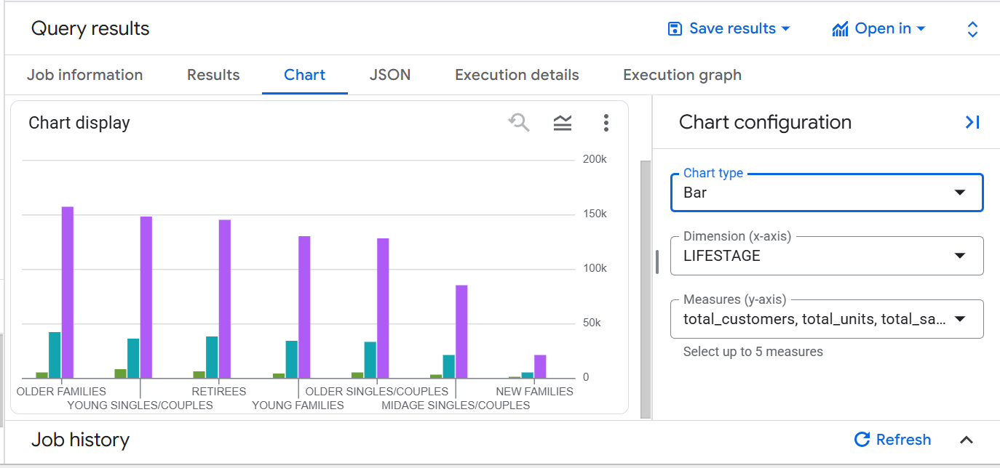 Query results
Save results
Open in
Job information
Results
Chart
JSON
Execution details
Execution graph
Chart display
200k
150k
100k
50k
0
OLDER FAMILIES
YOUNG SINGLES/COUPLES
RETIREES
YOUNG FAMILIES
OLDER SINGLES/COUPLES
MIDAGE SINGLES/COUPLES
NEW FAMILIES
Chart configuration
Chart type
Bar
Dimension (x-axis)
LIFESTAGE
Measures (y-axis)
total_customers, total_units, total_sa...
Select up to 5 measures
Job history
Refresh